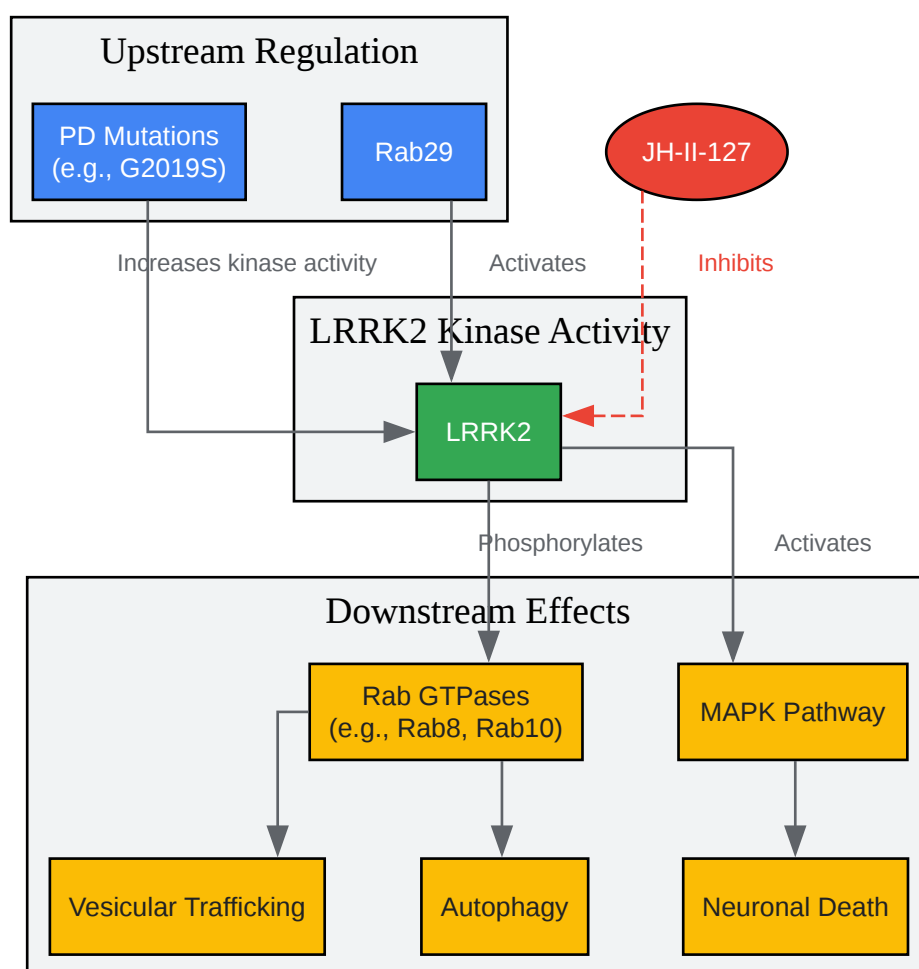 Upstream Regulation
PD Mutations
(e.g., G2019S)
Rab29
JH-II-127
Increases kinase activity
Activates
Inhibits
LRRK2 Kinase Activity
LRRK2
Phosphorylates
Activates
Downstream Effects
Rab GTPases
(e.g., Rab8, Rab10)
MAPK Pathway
Vesicular Trafficking
Autophagy
Neuronal Death